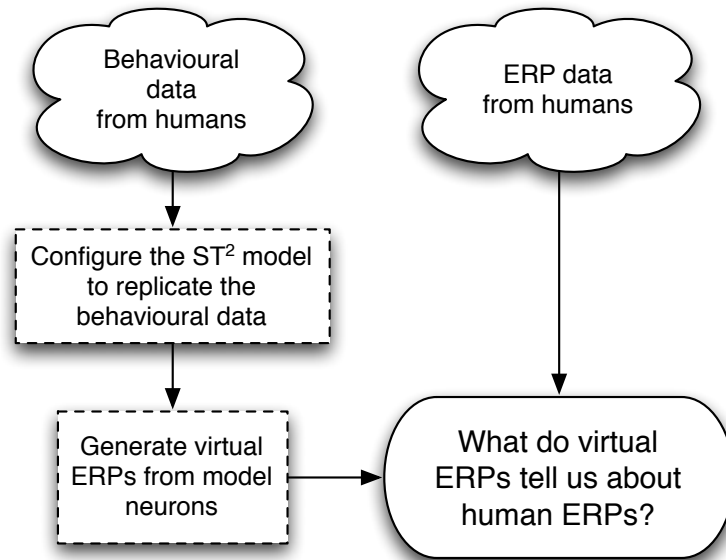 Behavioural
data
from humans
ERP data
from humans
Configure the ST² model
to replicate the
behavioural data
Generate virtual
ERPs from model
neurons
What do virtual
ERPs tell us about
human ERPs?